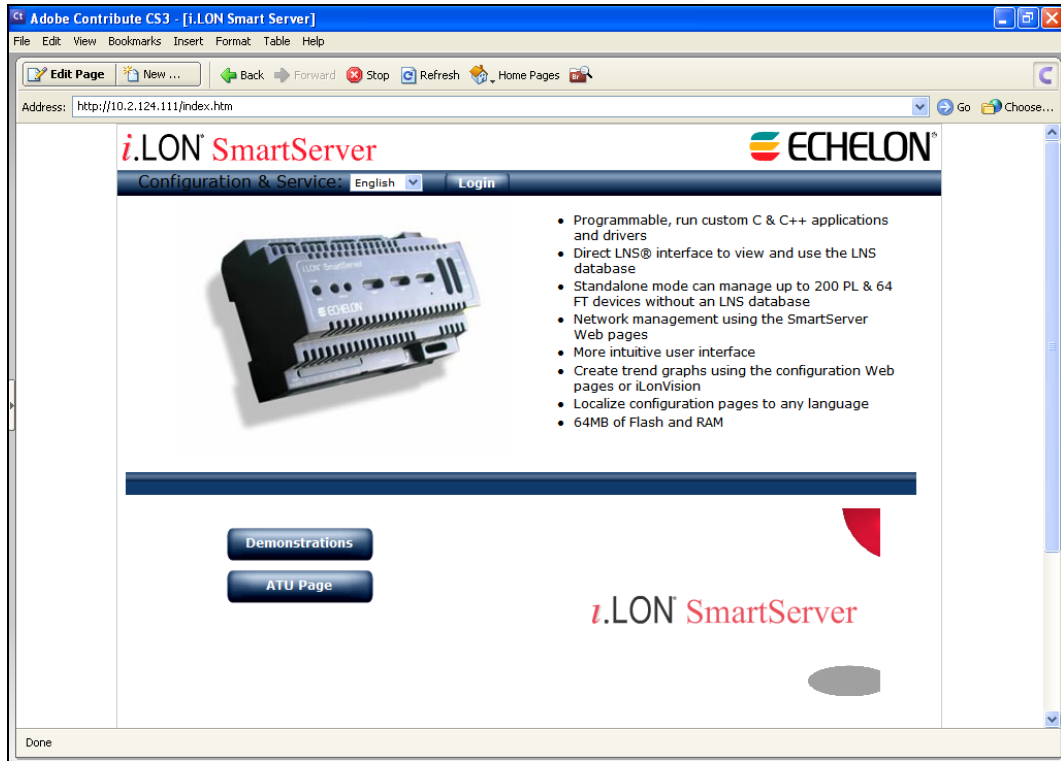 Adobe Contribute CS3 - [i.LON Smart Server]
File Edit View Bookmarks Insert Format Table Help
Edit Page New ... Back Forward Stop Refresh Home Pages
Address: http://10.2.124.111/index.htm Go Choose...
i.LON® SmartServer ECHELON®
Configuration & Service: English Login
• Programmable, run custom C & C++ applications
and drivers
• Direct LNS® interface to view and use the LNS
database
• Standalone mode can manage up to 200 PL & 64
FT devices without an LNS database
• Network management using the SmartServer
Web pages
• More intuitive user interface
• Create trend graphs using the configuration Web
pages or iLonVision
• Localize configuration pages to any language
• 64MB of Flash and RAM
i.LON SmartServer
ECHELON
Demonstrations
ATU Page
i.LON® SmartServer
Done